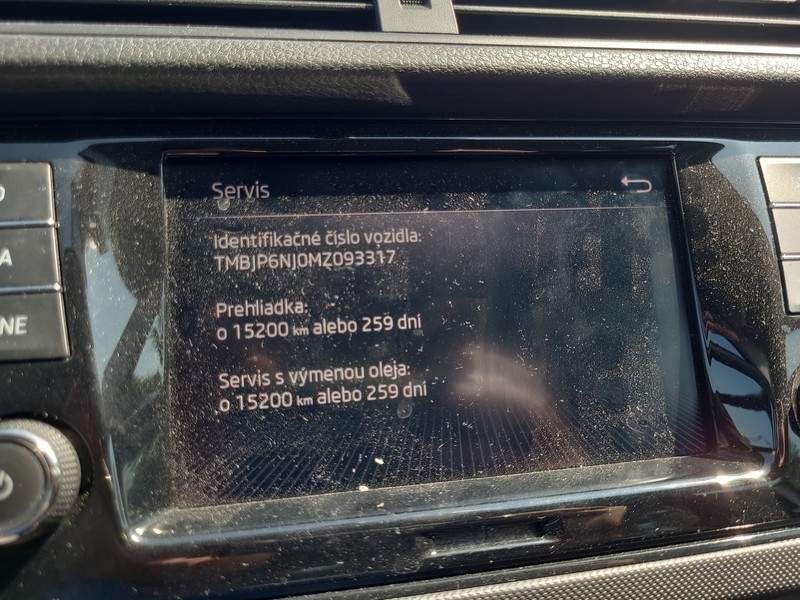 Servis
Identifikačné číslo vozidla:
TMBJP6NJ0MZ093317
Prehliadka:
o 15200 km alebo 259 dní
Servis s výmenou oleja:
o 15200 km alebo 259 dní
A
NE